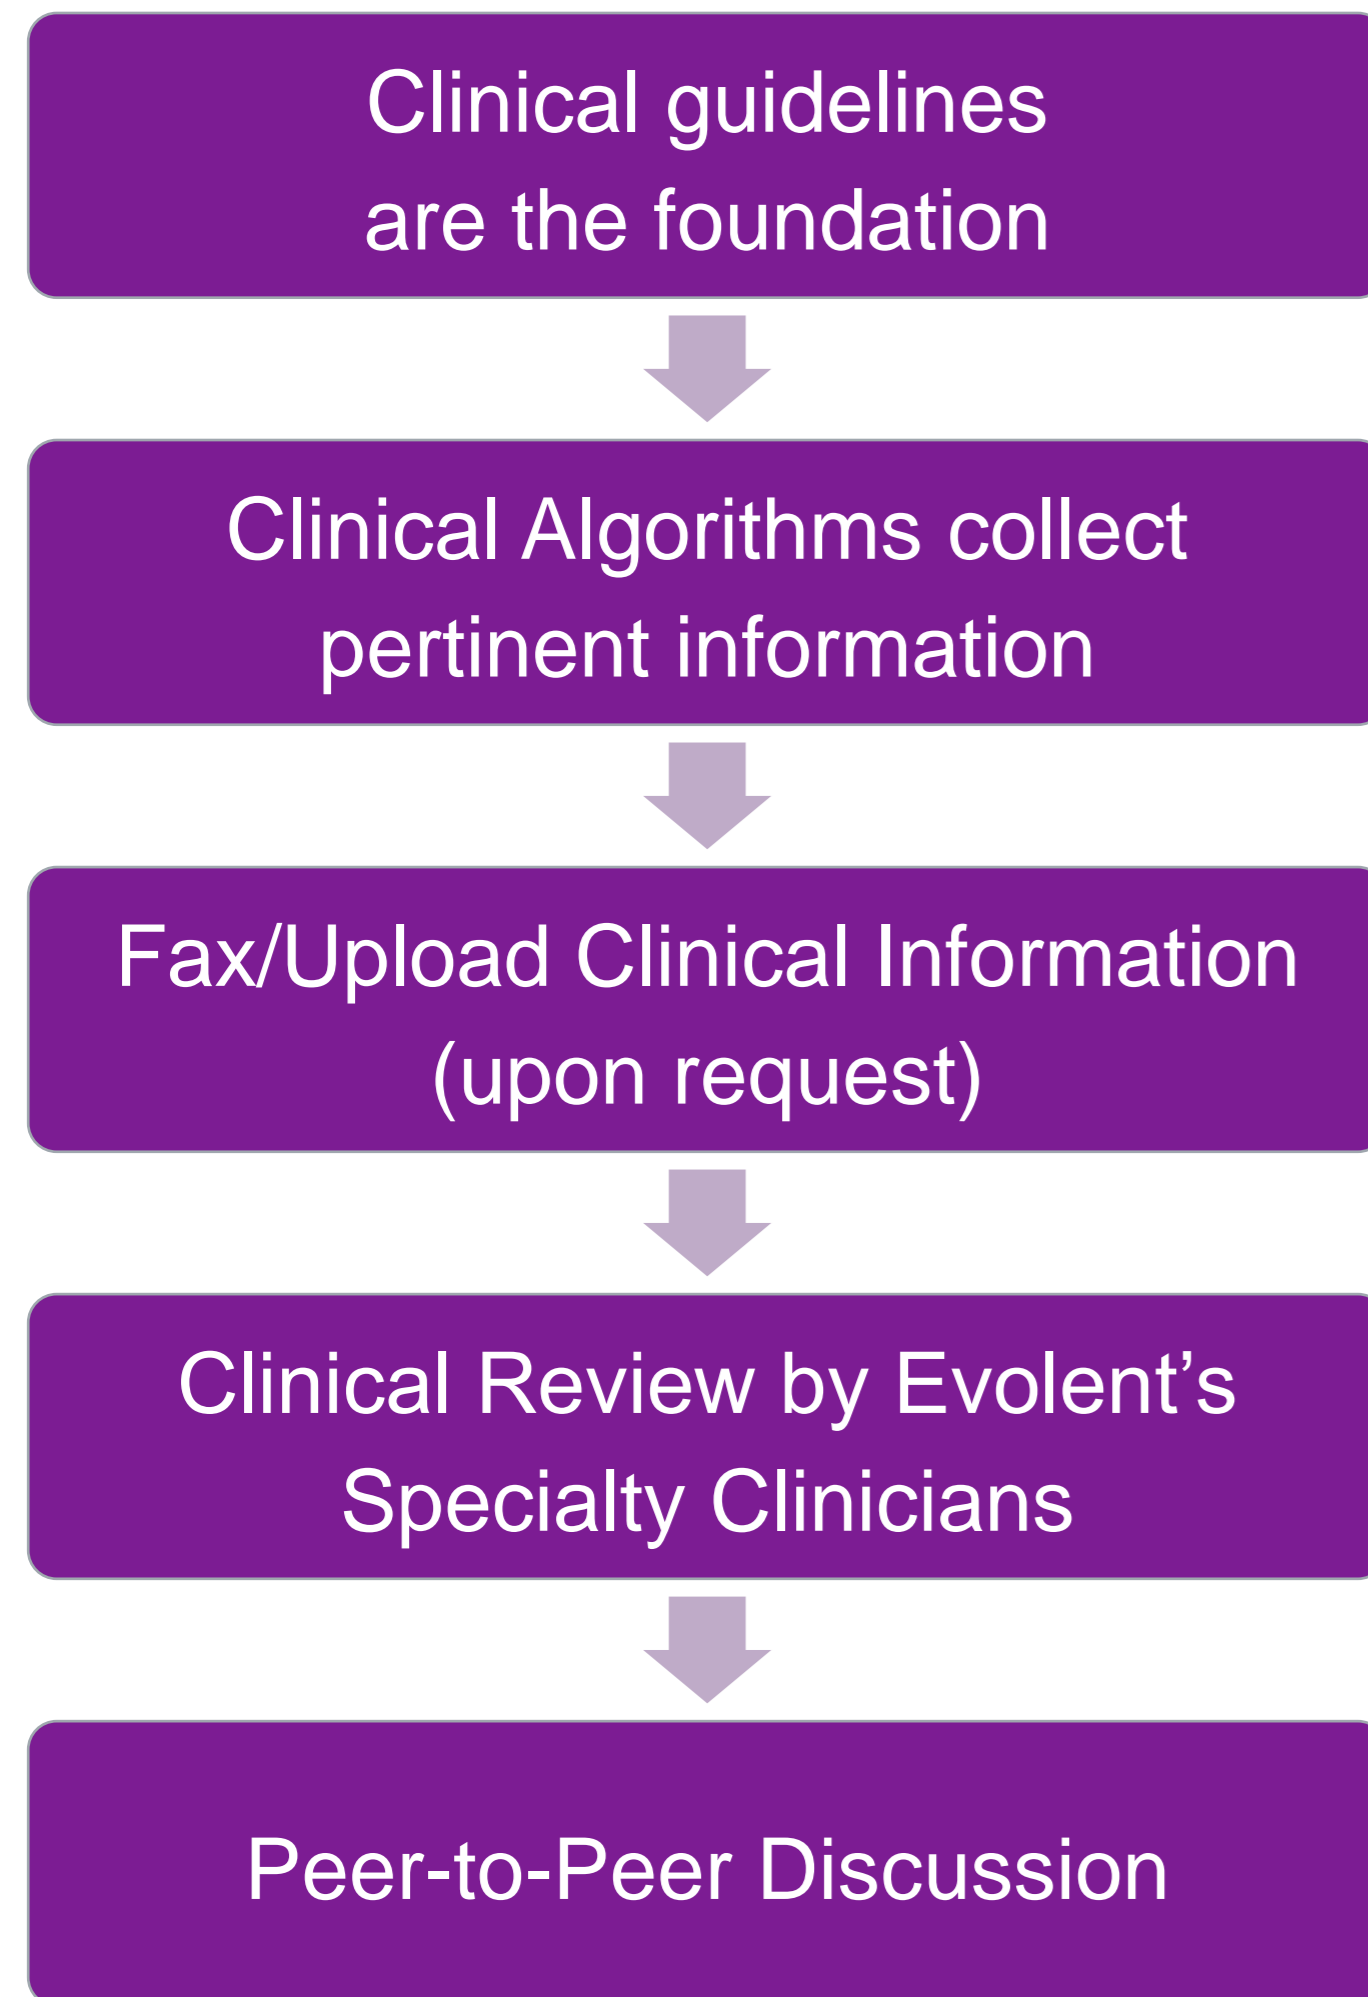 Clinical guidelines
are the foundation
Clinical Algorithms collect
pertinent information
Fax/Upload Clinical Information
(upon request)
Clinical Review by Evolent’s
Specialty Clinicians
Peer-to-Peer Discussion